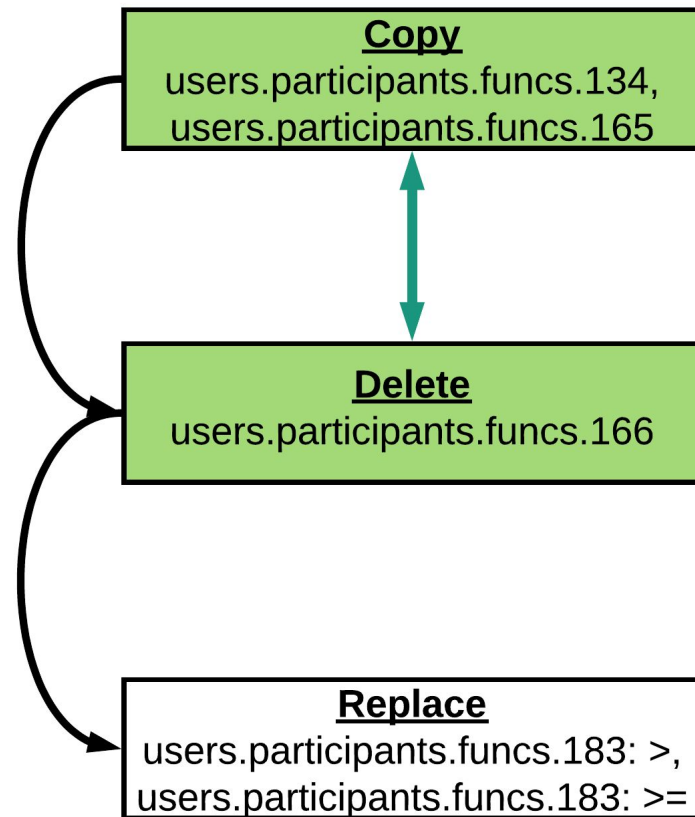 Copy
users.participants.funcs.134,
users.participants.funcs.165
Delete
users.participants.funcs.166
Replace
users.participants.funcs.183: >,
users.participants.funcs.183: >=